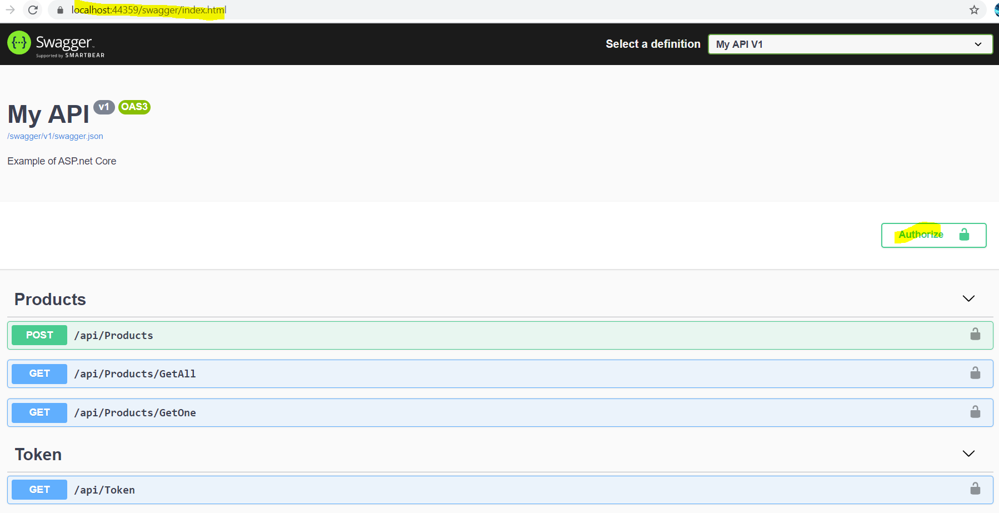 localhost:44359/swagger/index.html
Swagger
Supported by SMARTBEAR
Select a definition
My API V1
My API v1 OAS3
/swagger/v1/swagger.json
Example of ASP.net Core
Authorize
Products
POST /api/Products
GET /api/Products/GetAll
GET /api/Products/GetOne
Token
GET /api/Token